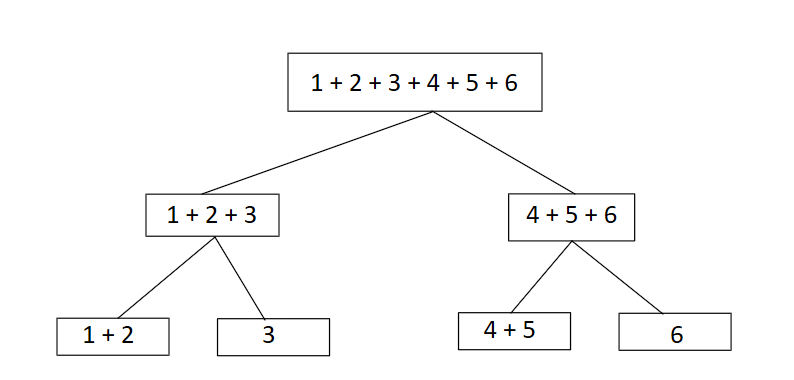 1 + 2 + 3 + 4 + 5 + 6
1 + 2 + 3
4 + 5 + 6
1 + 2
3
4 + 5
6